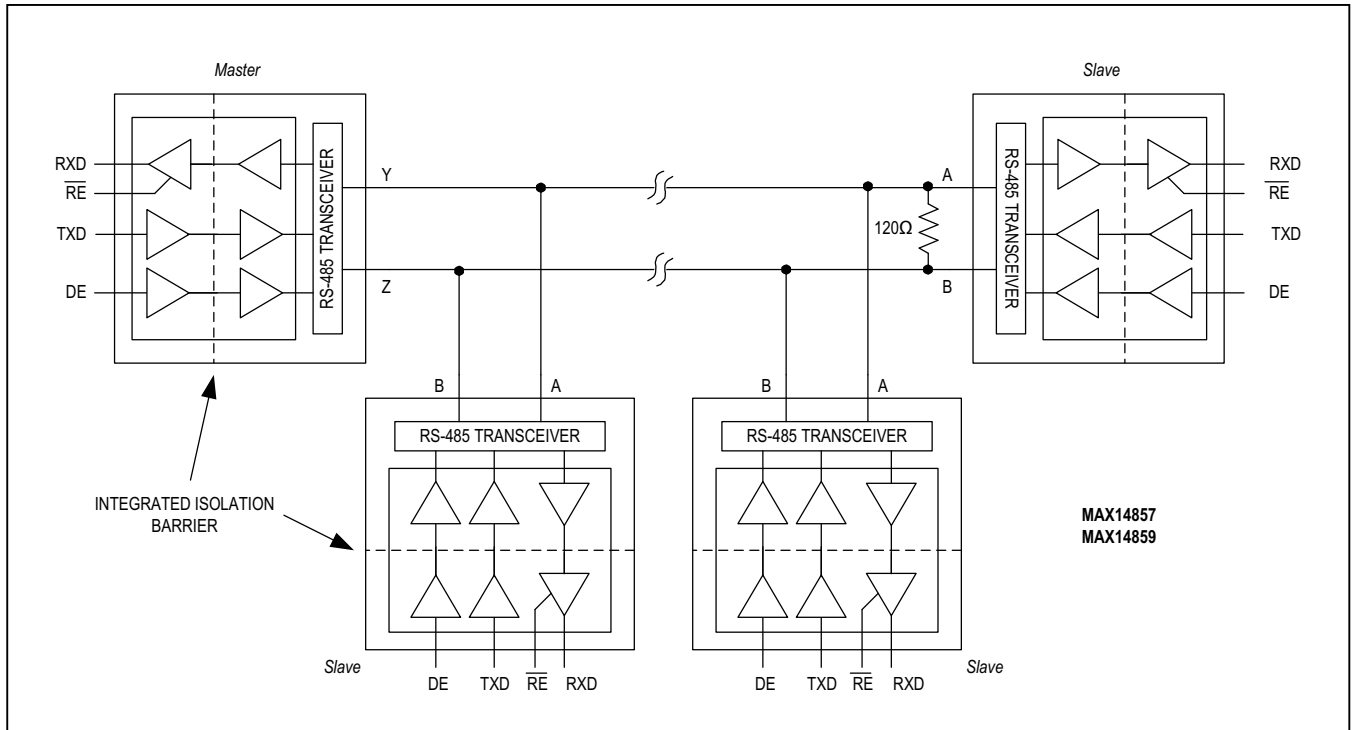 Master
Slave
RXD
RE
TXD
DE
RS-485 TRANSCEIVER
Y
Z
A
120Ω
B
RS-485 TRANSCEIVER
RXD
RE
TXD
DE
B
A
B
A
RS-485 TRANSCEIVER
RS-485 TRANSCEIVER
INTEGRATED ISOLATION
BARRIER
MAX14857
MAX14859
Slave
DE
TXD
RE
RXD
DE
TXD
RE
RXD
Slave